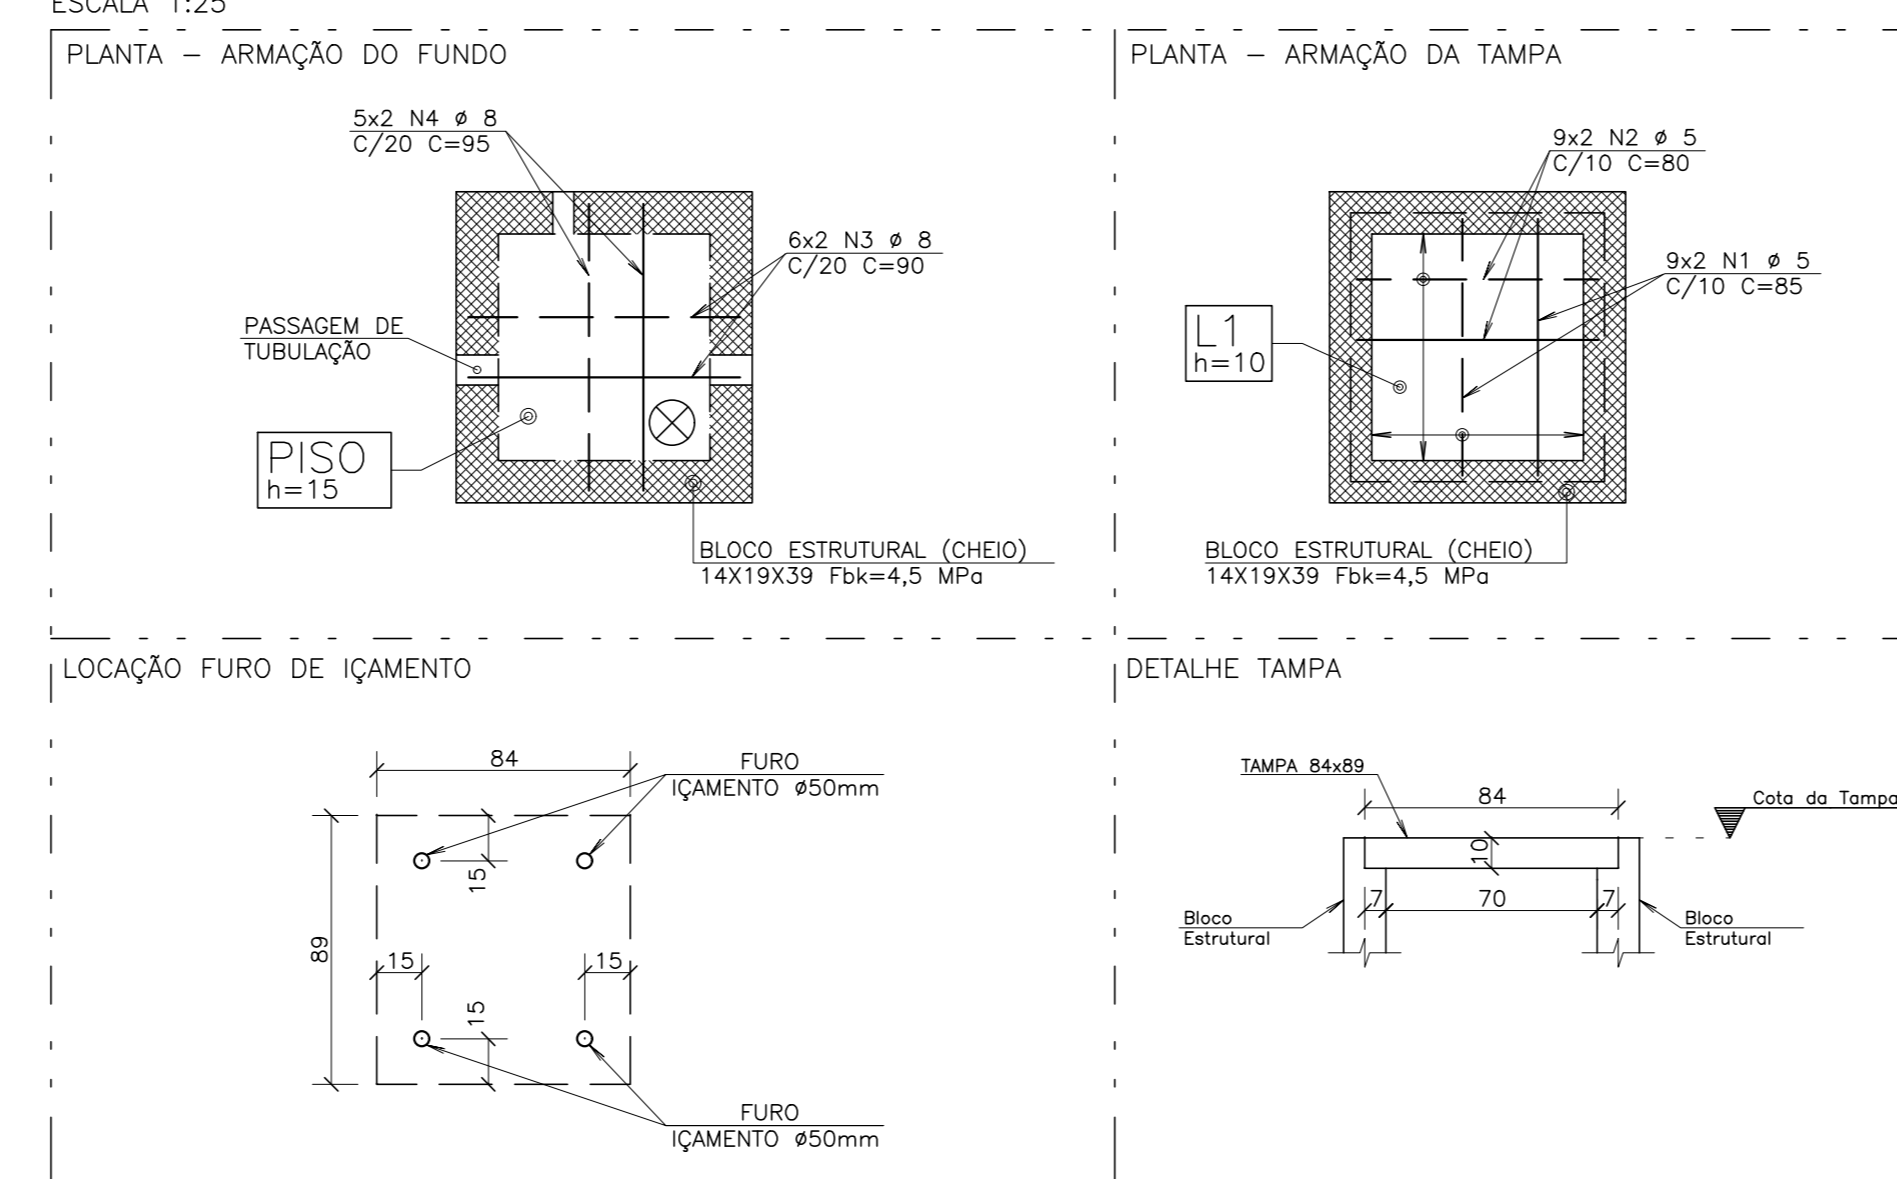 ESCALA 1:25
PLANTA – ARMAÇÃO DO FUNDO
5x2 N4 ø 8
C/20 C=95
6x2 N3 ø 8
C/20 C=90
PASSAGEM DE
TUBULAÇÃO
PISO
h=15
BLOCO ESTRUTURAL (CHEIO)
14X19X39 Fbk=4,5 MPa
PLANTA – ARMAÇÃO DA TAMPA
9x2 N2 ø 5
C/10 C=80
9x2 N1 ø 5
C/10 C=85
L1
h=10
BLOCO ESTRUTURAL (CHEIO)
14X19X39 Fbk=4,5 MPa
LOCAÇÃO FURO DE IÇAMENTO
84
FURO
IÇAMENTO ø50mm
15
89
15
15
15
FURO
IÇAMENTO ø50mm
DETALHE TAMPA
TAMPA 84x89
84
Cota da Tampa
10
7
70
7
Bloco
Estrutural
Bloco
Estrutural